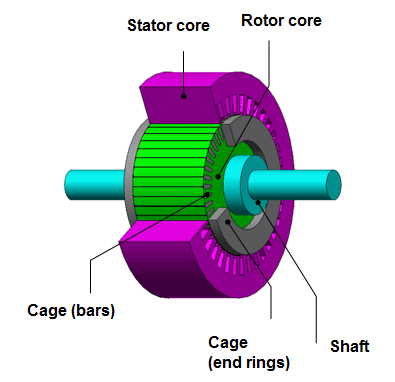 Stator core
Rotor core
Cage (bars)
Cage
(end rings)
Shaft